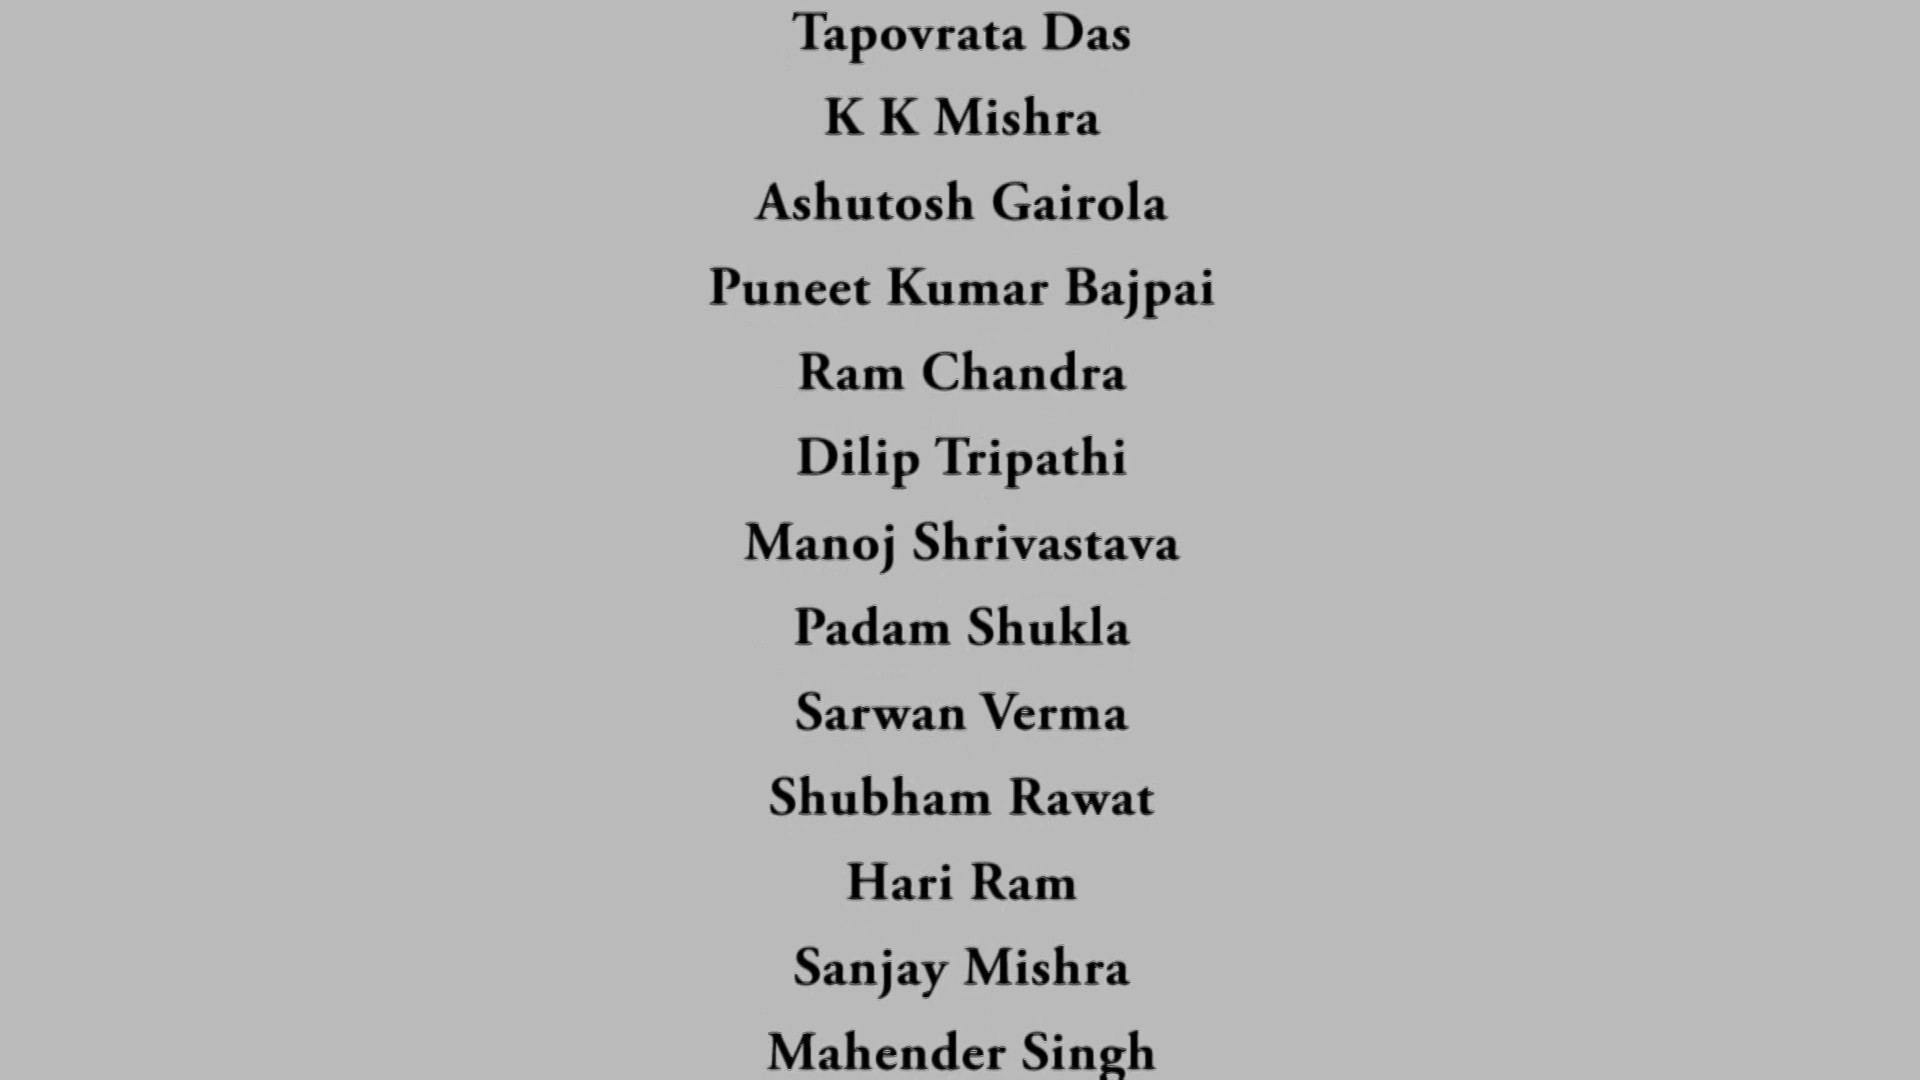 Tapovrata Das
K K Mishra
Ashutosh Gairola
Puneet Kumar Bajpai
Ram Chandra
Dilip Tripathi
Manoj Shrivastava
Padam Shukla
Sarwan Verma
Shubham Rawat
Hari Ram
Sanjay Mishra
Mahender Singh